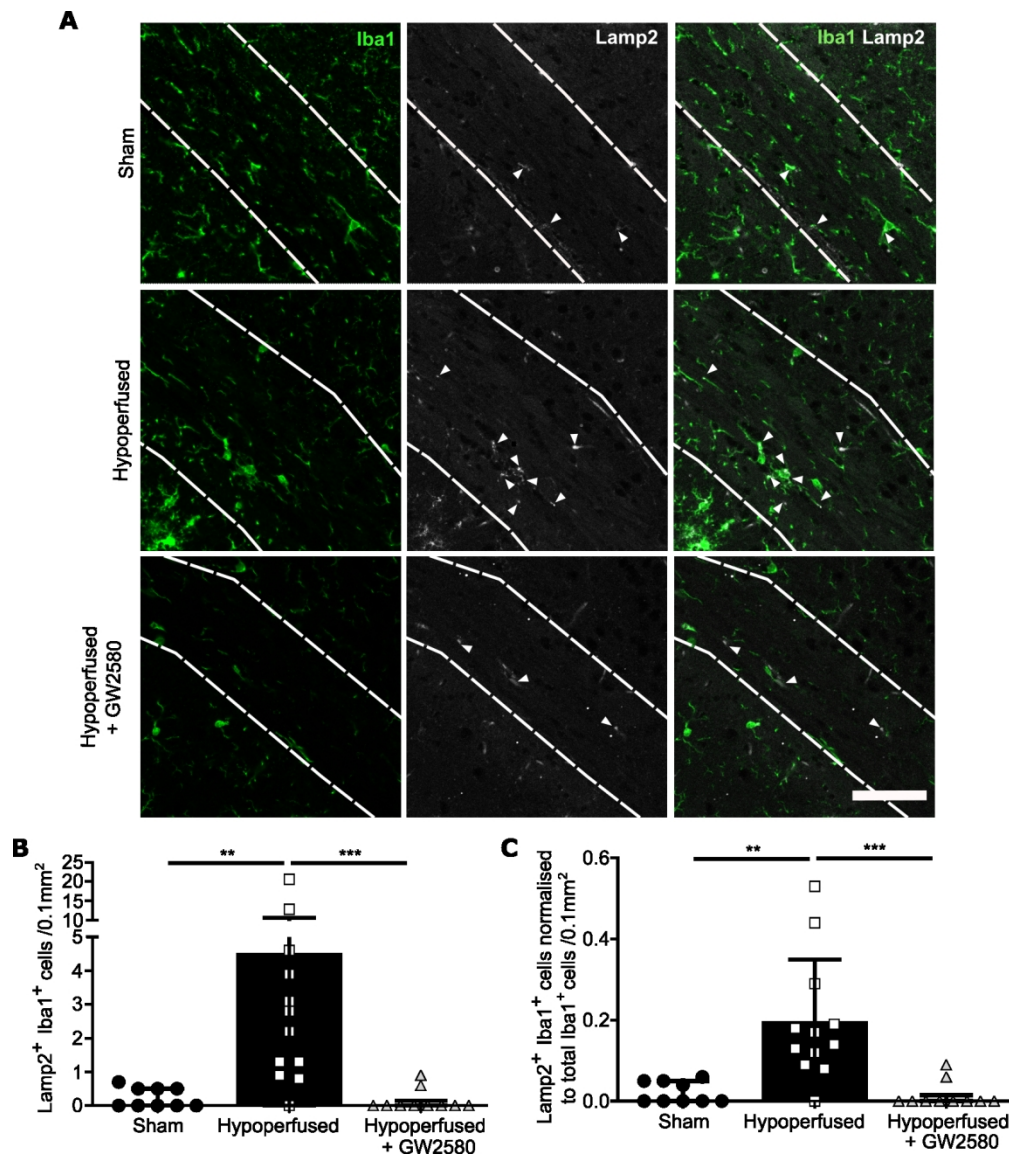 A
Iba1
Lamp2
Iba1 Lamp2
Sham
Hypoperfused
Hypoperfused
+ GW2580
B
Lamp2+ Iba1+ cells /0.1mm2
25
20
15
10
5
4
3
2
1
0
**
***
Sham
Hypoperfused
Hypoperfused
+ GW2580
C
Lamp2+ Iba1+ cells normalised
to total Iba1+ cells /0.1mm2
0.6
0.4
0.2
0.0
**
***
Sham
Hypoperfused
Hypoperfused
+ GW2580